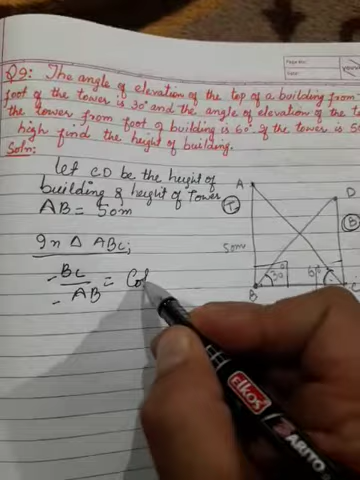 Q9: The angle of elevation of the top of a building from
foot of the tower is 30° and the angle of elevation of the
the tower from foot of building is 60°. If the tower is
high find the height of building.
Soln:
let CD be the height of
building & height of Tower
AB = 50m
In Δ ABC,
BC
AB = Cot
A
D
T
B
50m
30°
B
C
elkos